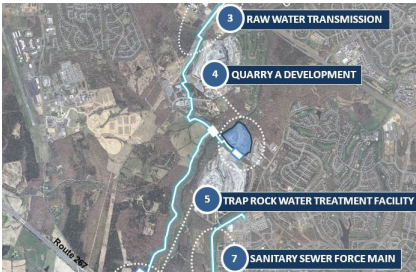 3 RAW WATER TRANSMISSION
4 QUARRY A DEVELOPMENT
5 TRAP ROCK WATER TREATMENT FACILITY
Route 267
7 SANITARY SEWER FORCE MAIN